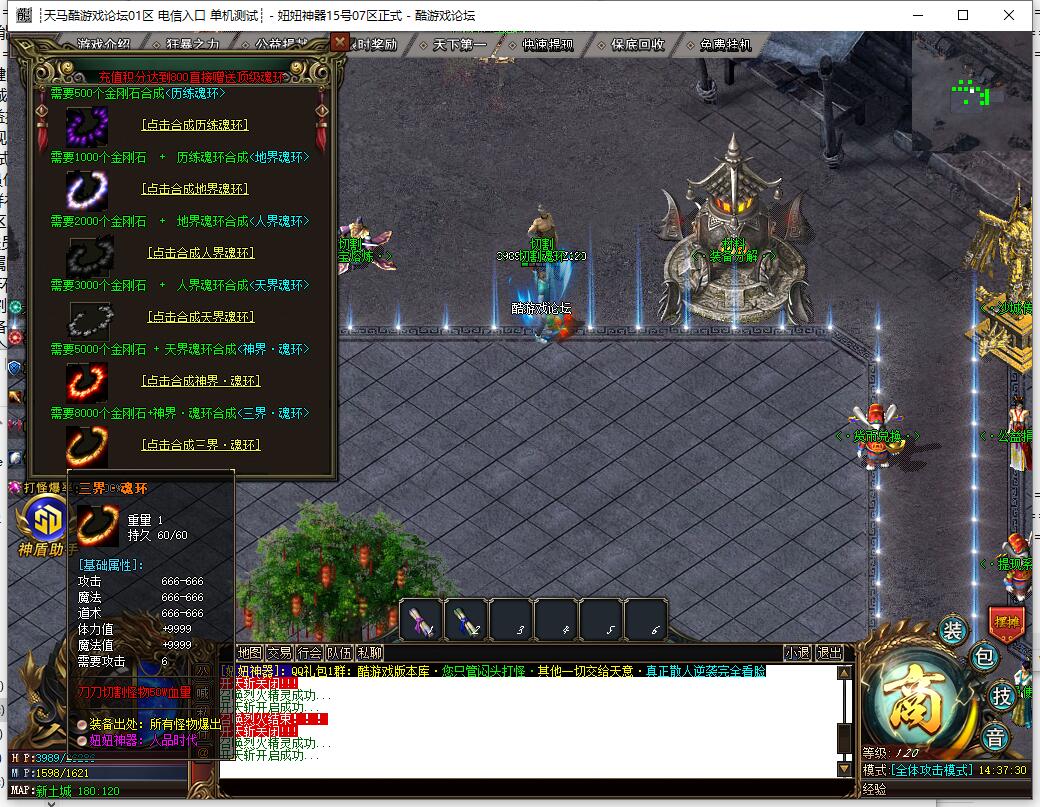 天马酷游戏论坛01区 电信入口 单机测试 - 妞妞神器15号07区正式 - 酷游戏论坛
游戏介绍
狂暴之力
公益捐献
限时奖励
天下第一
快速提现
保底回收
免费挂机
充值积分达到800直接赠送顶级魂环
需要500个金刚石合成<历练魂环>
[点击合成历练魂环]
需要1000个金刚石 + 历练魂环合成<地界魂环>
[点击合成地界魂环]
需要2000个金刚石 + 地界魂环合成<人界魂环>
[点击合成人界魂环]
需要3000个金刚石 + 人界魂环合成<天界魂环>
[点击合成天界魂环]
需要5000个金刚石 + 天界魂环合成<神界·魂环>
[点击合成神界·魂环]
需要8000个金刚石+神界·魂环合成<三界·魂环>
[点击合成三界·魂环]
切割
切割
切割魂环
酷游戏论坛
材料
装备分解
货币兑换
打怪爆率
神盾助手
三界·魂环
重量 1
持久 60/60
[基础属性]:
攻击 666-666
魔法 666-666
道术 666-666
体力值 +9999
魔法值 +9999
需要攻击 6
刀刀切割怪物60W血量
装备出处: 所有怪物爆出
妞妞神器: 人品时代
1
2
3
4
5
6
地图 交易 行会 队伍 私聊
小退 退出
妞神器]: QQ礼包1群: 酷游戏版本库·您只管闷头打怪·其他一切交给天意·真正散人逆袭完全看脸
开天斩关闭!!!
召唤烈火精灵成功...
开天斩开启成功...
召唤烈火结束!!!!
开天斩关闭!!!
召唤烈火精灵成功...
开天斩开启成功...
摆摊
装
包
技
音
商
等级: 120
模式:[全体攻击模式] 14:37:30
经验
HP:3989/
MP:1598/1621
MAP:新土城 180:120